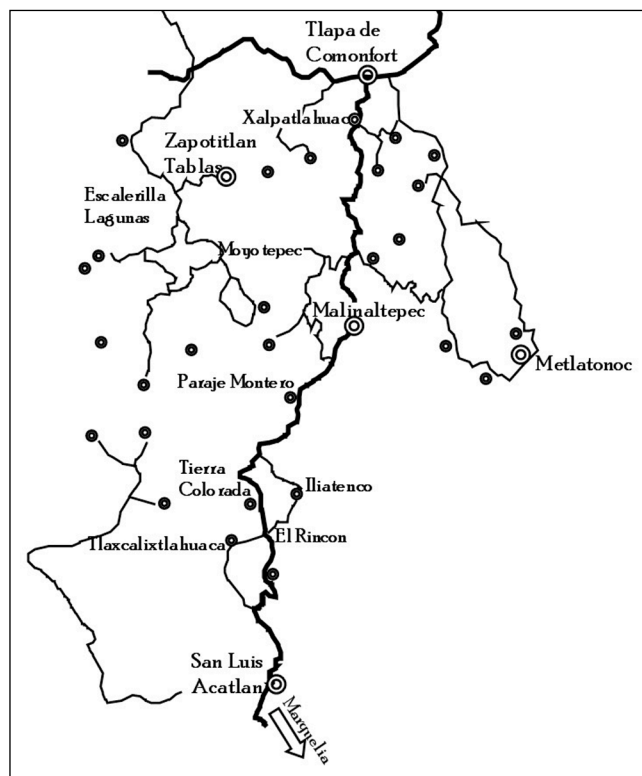 Tlapa de
Comonfort
Xalpatlahuac
Zapotitlan
Tablas
Escalerilla
Lagunas
Moyotepec
Malinaltepec
Metlatonoc
Paraje Montero
Tierra
Colorada
Iliatenco
El Rincon
Tlaxcalixtlahuaca
San Luis
Acatlan
Marquelia